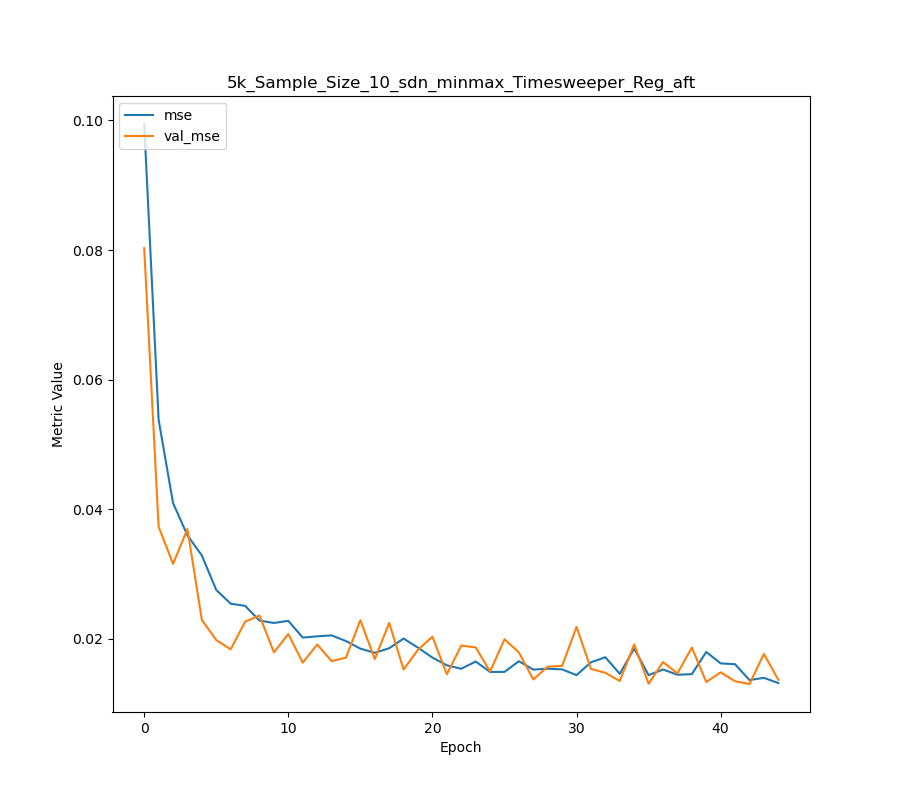 5k_Sample_Size_10_sdn_minmax_Timesweeper_Reg_aft
mse
val_mse
0.10
0.08
0.06
0.04
0.02
Metric Value
0 10 20 30 40
Epoch